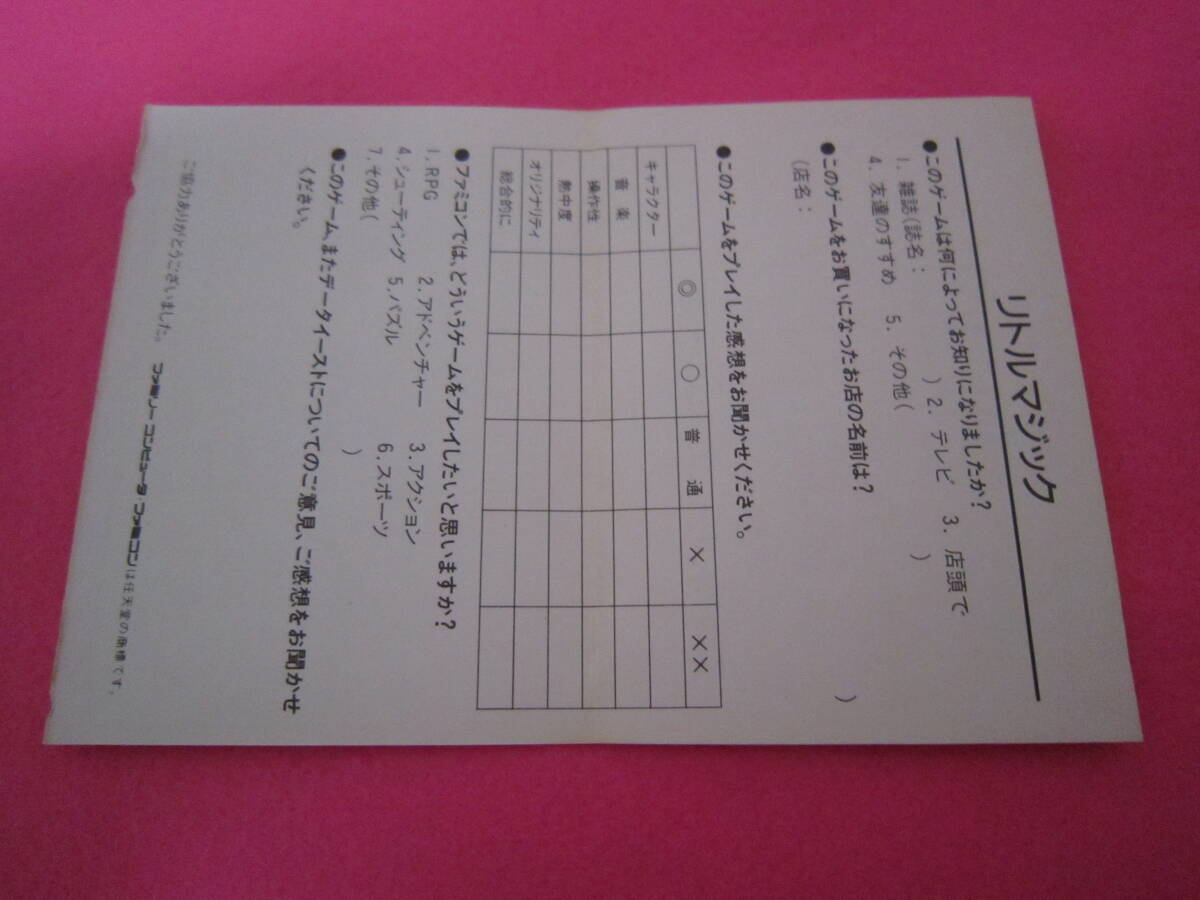 リトルマジック
●このゲームは何によってお知りになりましたか?
1. 雑誌(誌名: ) 2. テレビ 3. 店頭で
4. 友達のすすめ 5. その他( )
●このゲームをお買いになったお店の名前は?
(店名: )
●このゲームをプレイした感想をお聞かせください。
◎ ○ 普 通 × ××
キャラクター
音 楽
操作性
熱中度
オリジナリティ
総合的に
●ファミコンでは、どういうゲームをプレイしたいと思いますか?
1. RPG 2. アドベンチャー 3. アクション
4. シューティング 5. パズル 6. スポーツ
7. その他( )
●このゲーム、またデータイーストについてのご意見、ご感想をお聞かせ
ください。
ご協力ありがとうございました。 ファミリーコンピュータ・ファミコンは任天堂の商標です。